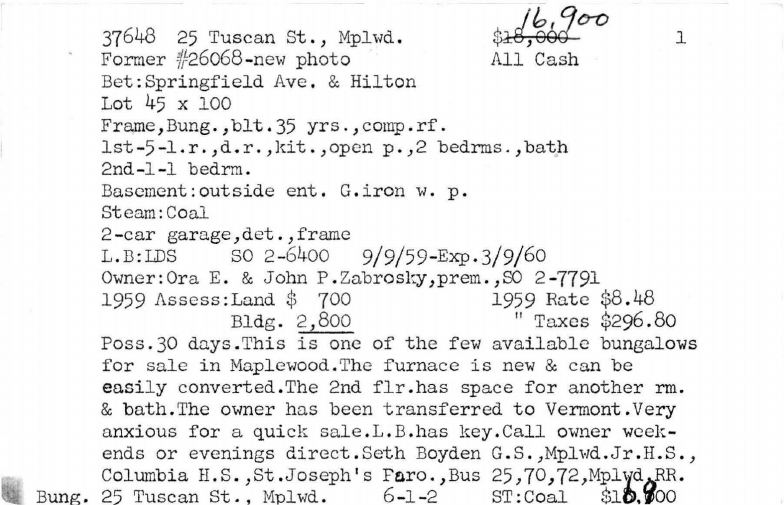 16,900
37648 25 Tuscan St., Mplwd. $18,000 1
Former #26068-new photo All Cash
Bet:Springfield Ave. & Hilton
Lot 45 x 100
Frame,Bung.,blt.35 yrs.,comp.rf.
1st-5-l.r.,d.r.,kit.,open p.,2 bedrms.,bath
2nd-1-1 bedrm.
Basement:outside ent. G.iron w. p.
Steam:Coal
2-car garage,det.,frame
L.B:LDS SO 2-6400 9/9/59-Exp.3/9/60
Owner:Ora E. & John P.Zabrosky,prem.,SO 2-7791
1959 Assess:Land $ 700 1959 Rate $8.48
Bldg. 2,800 " Taxes $296.80
Poss.30 days.This is one of the few available bungalows
for sale in Maplewood.The furnace is new & can be
easily converted.The 2nd flr.has space for another rm.
& bath.The owner has been transferred to Vermont.Very
anxious for a quick sale.L.B.has key.Call owner week-
ends or evenings direct.Seth Boyden G.S.,Mplwd.Jr.H.S.,
Columbia H.S.,St.Joseph's Paro.,Bus 25,70,72,Mplwd.RR.
Bung. 25 Tuscan St., Mplwd. 6-1-2 ST:Coal $16,900